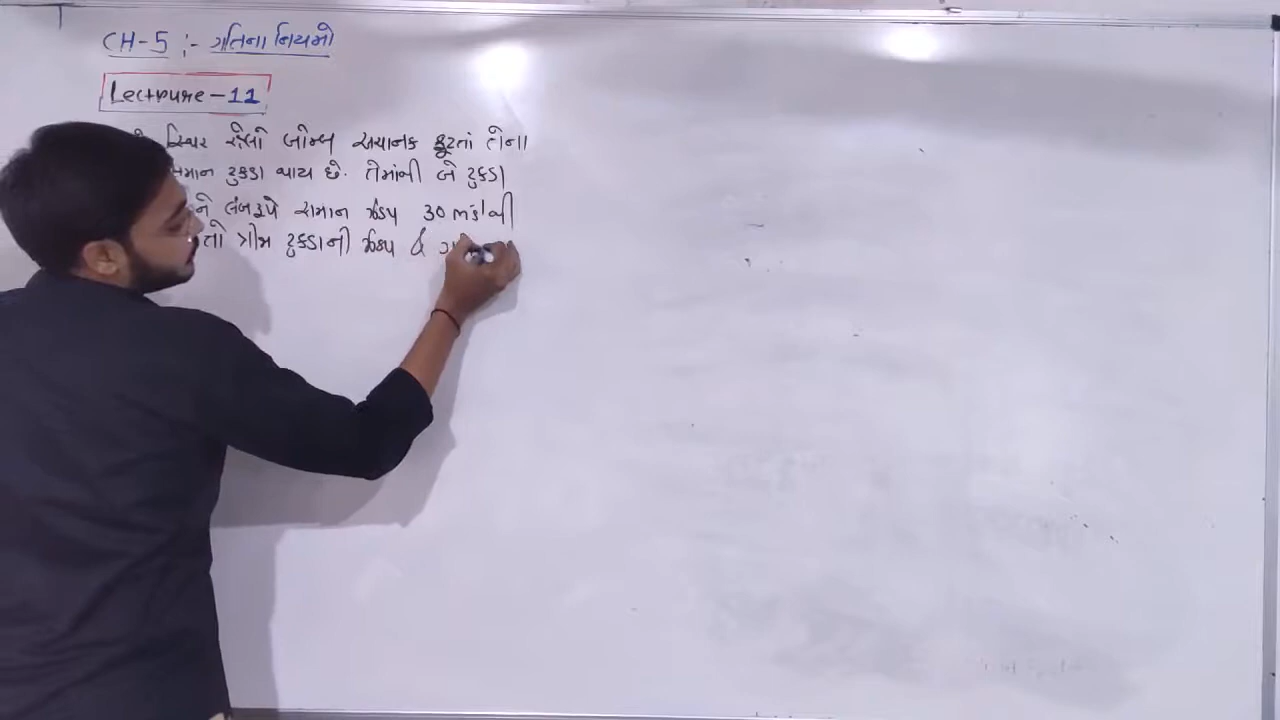 CH-5 :- ગતિના નિયમો
Lecture-11
સ્થિર રહેલો બોમ્બ અચાનક ફૂટતાં તેના
સમાન ટુકડા થાય છે. તેમાંની બે ટુકડા
લંબરૂપે સમાન ઝડપ 30 m/s થી
તો ત્રીજા ટુકડાની ઝડપ &